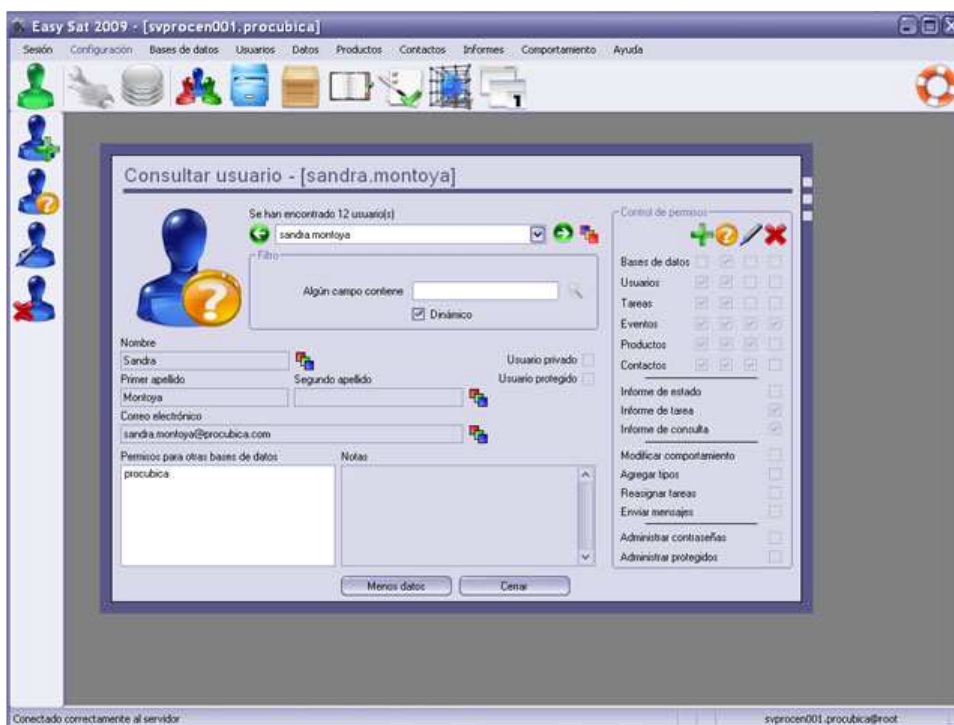 Easy Sat 2009 - [svprocen001.procubica]
Sesión Configuración Bases de datos Usuarios Datos Productos Contactos Informes Comportamiento Ayuda
1
Consultar usuario - [sandra.montoya]
Se han encontrado 12 usuario(s)
sandra.montoya
Filtro
Algún campo contiene
Dinámico
Nombre
Sandra
Usuario privado
Primer apellido Segundo apellido Usuario protegido
Montoya
Correo electrónico
sandra.montoya@procubica.com
Permisos para otras bases de datos Notas
procubica
Menos datos Cerrar
Control de permisos
Bases de datos
Usuarios
Tareas
Eventos
Productos
Contactos
Informe de estado
Informe de tarea
Informe de consulta
Modificar comportamiento
Agregar tipos
Reasignar tareas
Enviar mensajes
Administrar contraseñas
Administrar protegidos
Conectado correctamente al servidor svprocen001.procubica@root